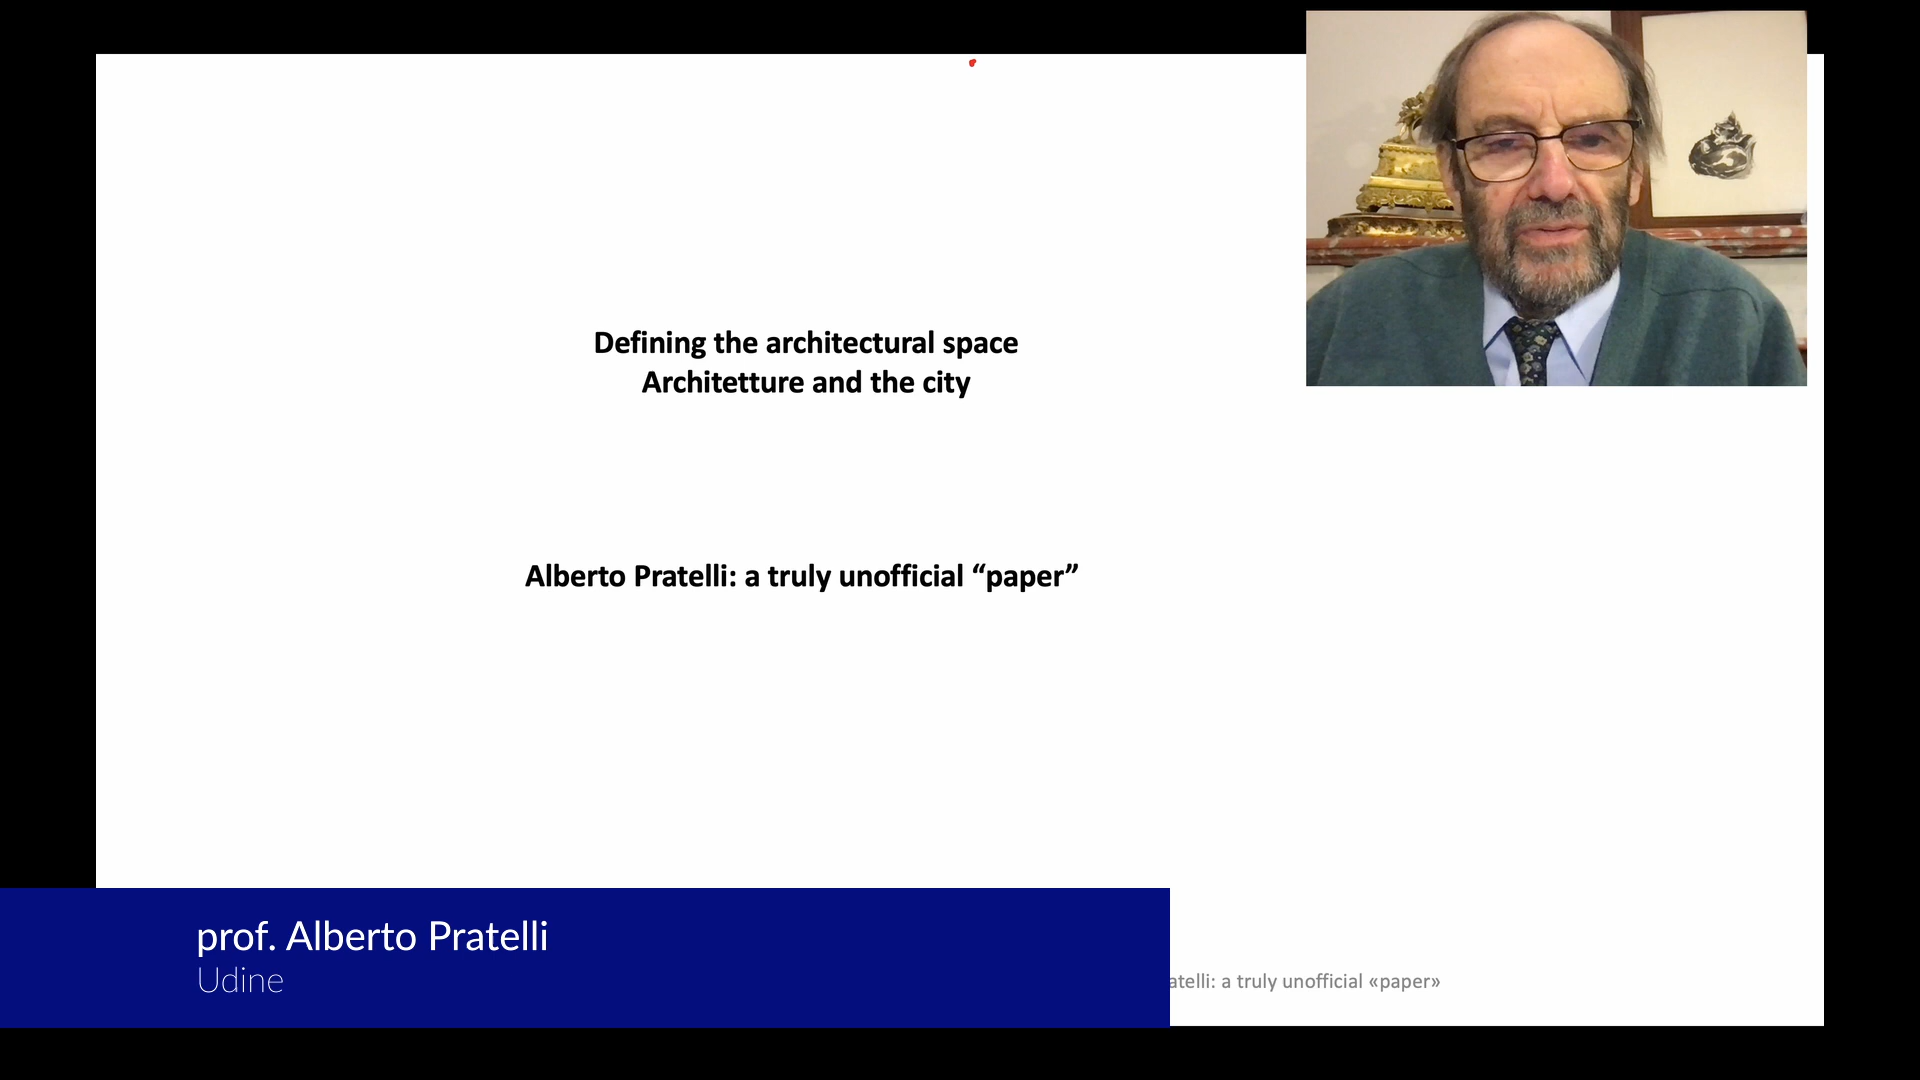 Defining the architectural space
Architetture and the city
Alberto Pratelli: a truly unofficial “paper”
prof. Alberto Pratelli
Udine
atelli: a truly unofficial «paper»